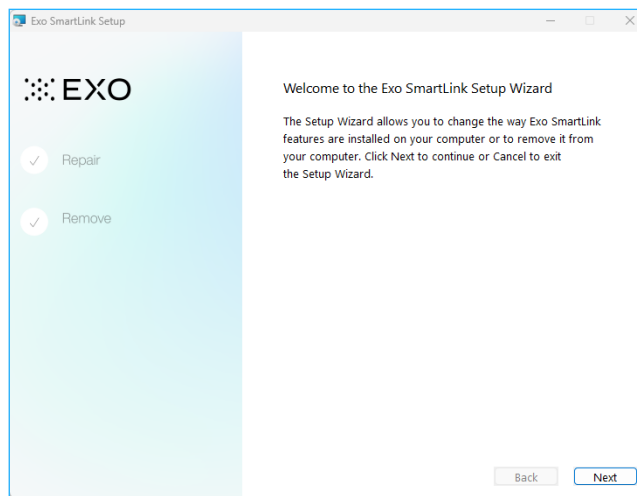 Exo SmartLink Setup
EXO
Repair
Remove
Welcome to the Exo SmartLink Setup Wizard
The Setup Wizard allows you to change the way Exo SmartLink
features are installed on your computer or to remove it from
your computer. Click Next to continue or Cancel to exit
the Setup Wizard.
Back
Next